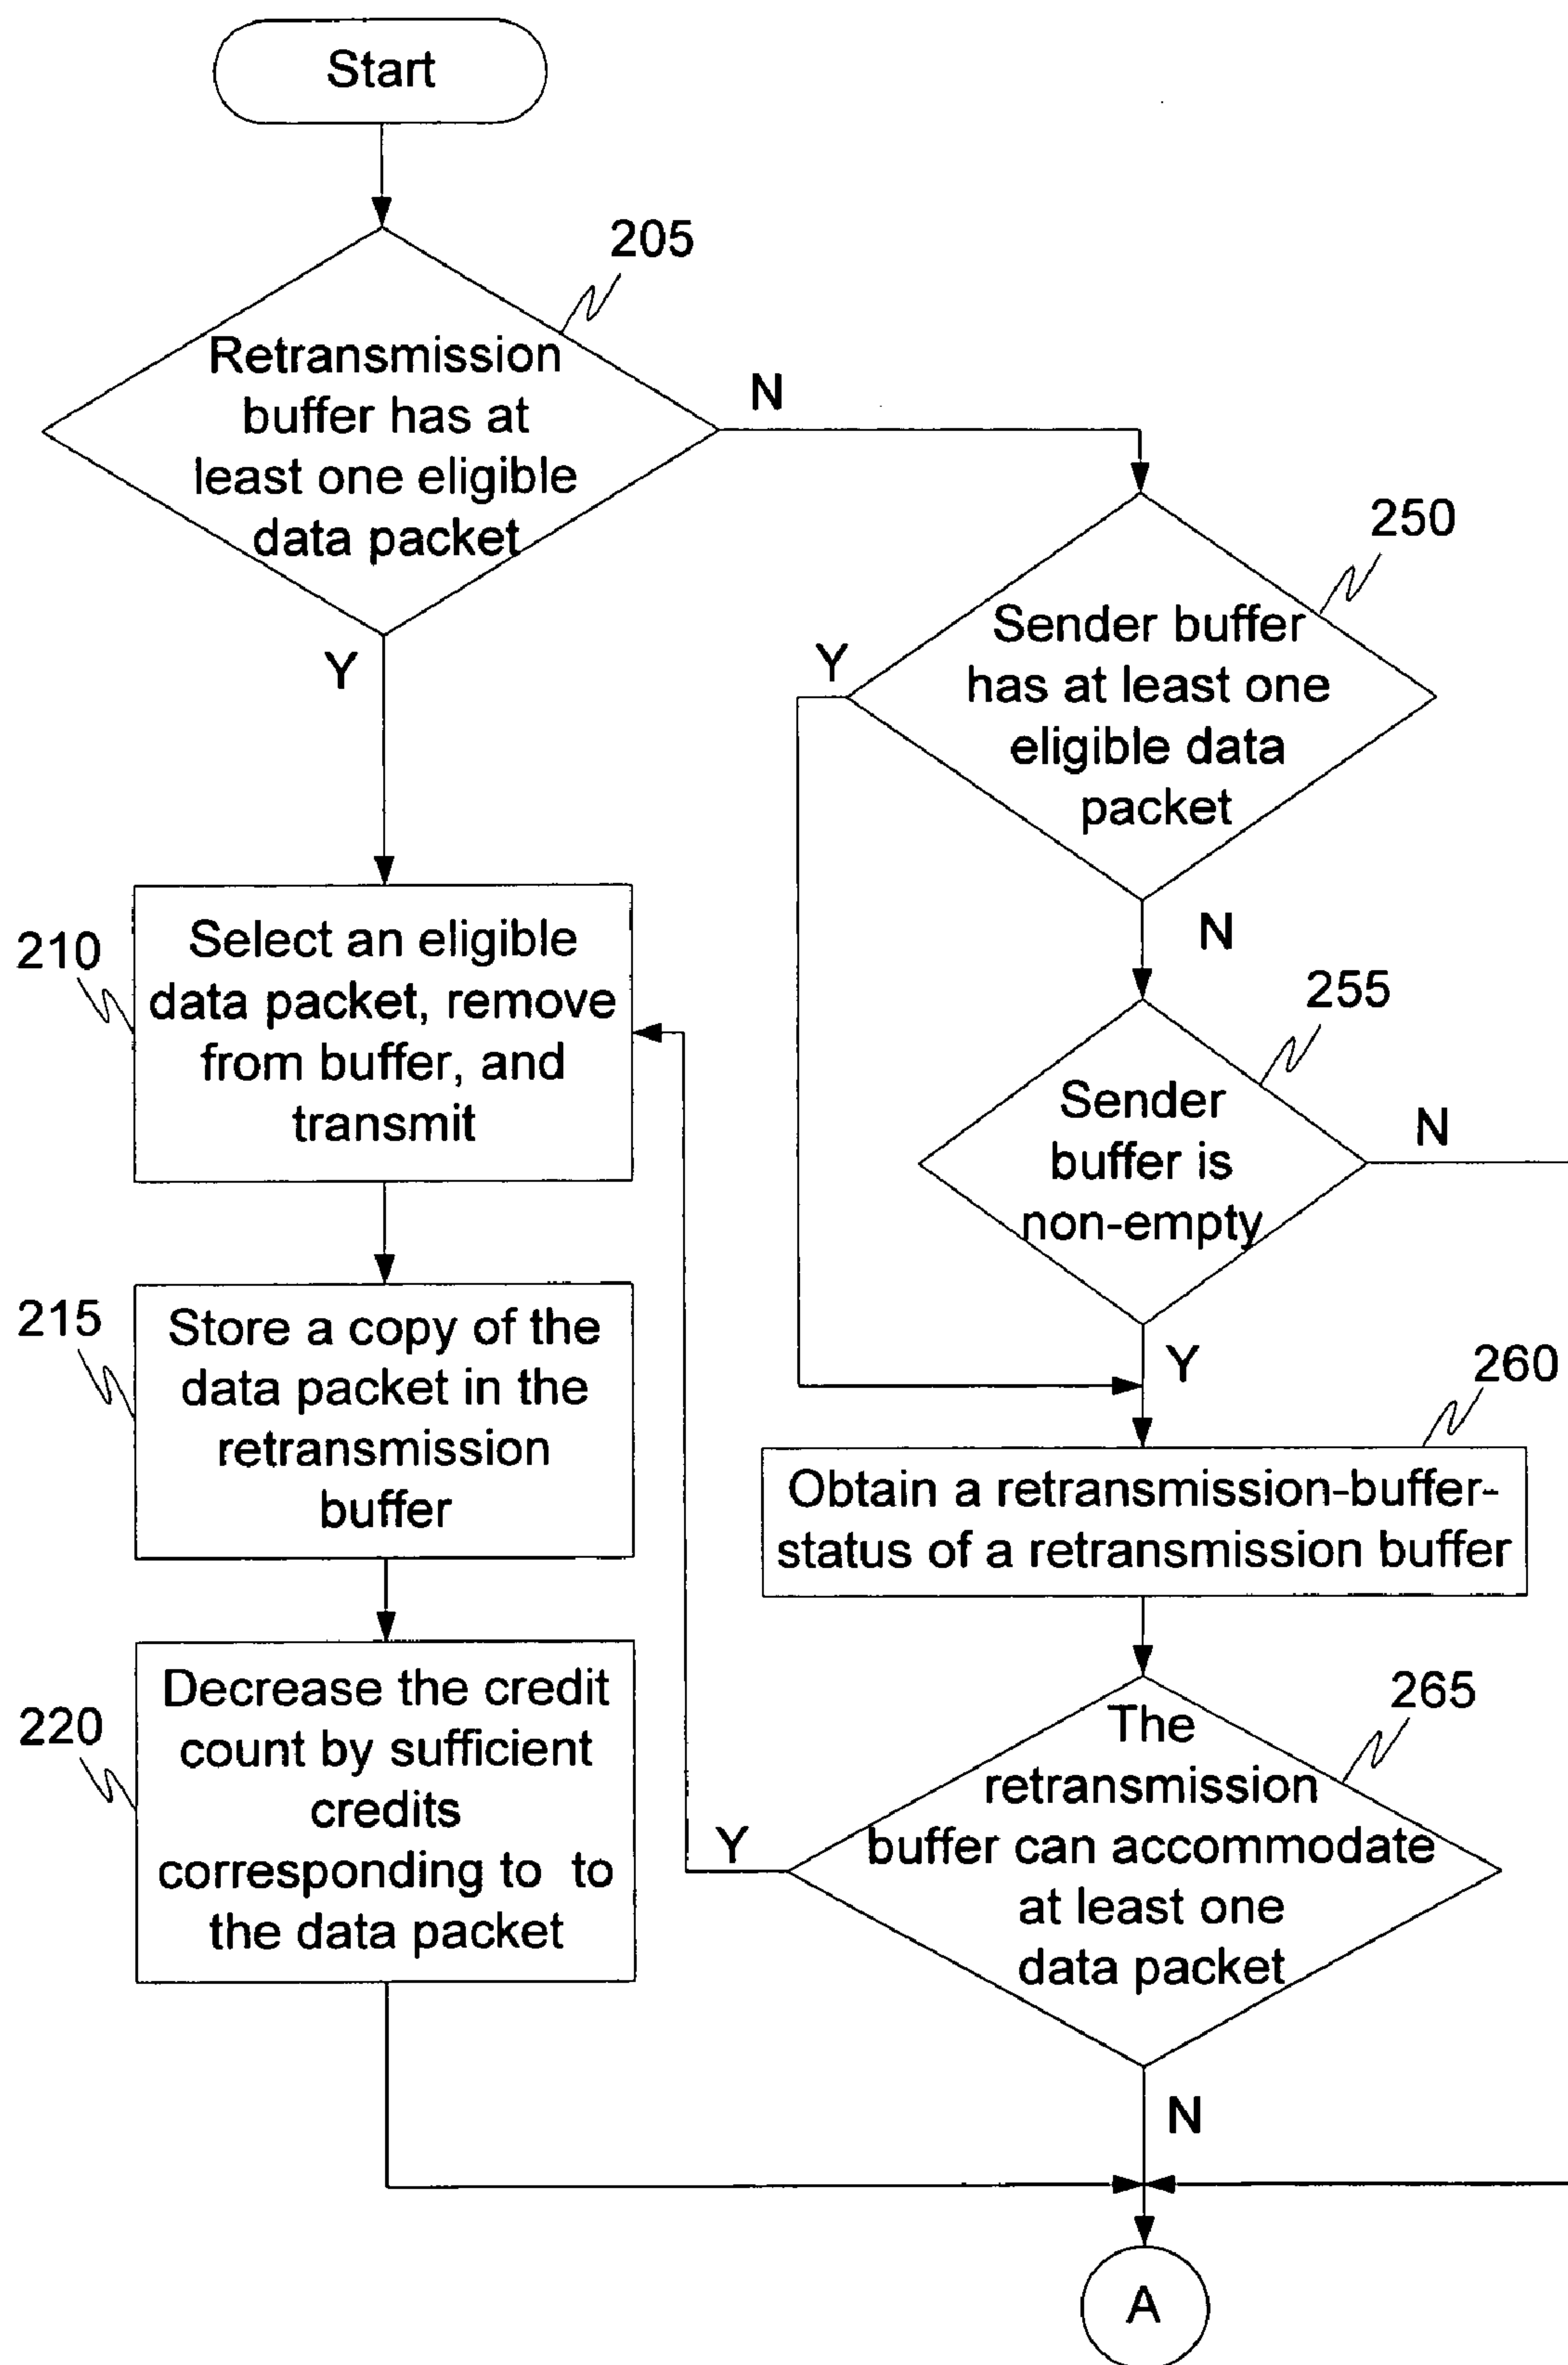 Start
205
Retransmission
buffer has at
least one eligible
data packet
N
Y
250
Sender buffer
has at least one
eligible data
packet
Y
N
210
Select an eligible
data packet, remove
from buffer, and
transmit
255
Sender
buffer is
non-empty
N
Y
215
Store a copy of the
data packet in the
retransmission
buffer
260
Obtain a retransmission-buffer-
status of a retransmission buffer
220
Decrease the credit
count by sufficient
credits
corresponding to  to
the data packet
265
The
retransmission
buffer can accommodate
at least one
data packet
Y
N
A